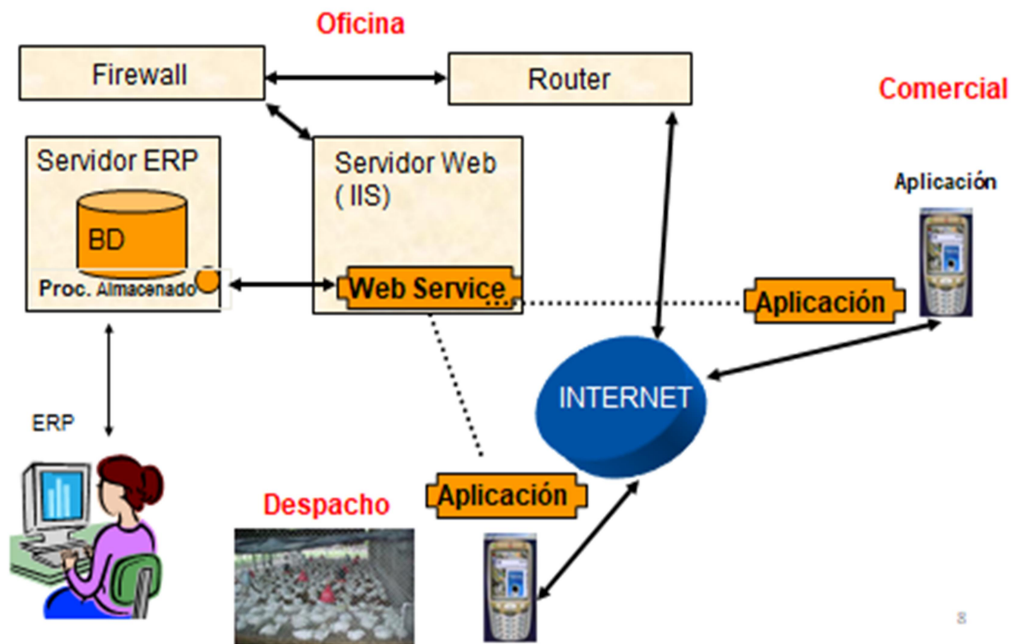 Oficina
Firewall
Router
Comercial
Servidor ERP
Servidor Web
( IIS)
Aplicación
BD
Proc. Almacenado
Web Service
Aplicación
INTERNET
ERP
Aplicación
Despacho
8